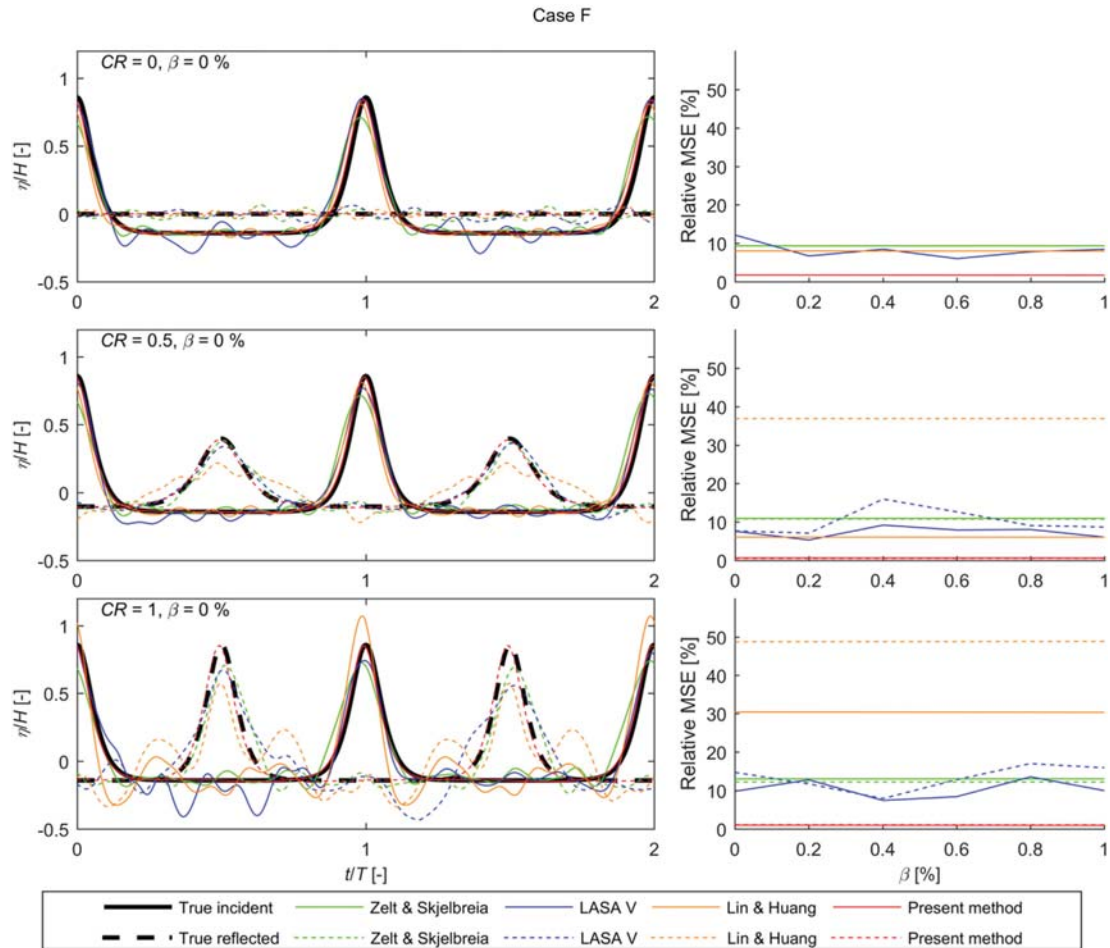 Case F
CR = 0, β = 0 %
1
0.5
0
-0.5
η/H [-]
0 1 2
50
40
30
20
10
0
Relative MSE [%]
0 0.2 0.4 0.6 0.8 1
CR = 0.5, β = 0 %
1
0.5
0
-0.5
η/H [-]
0 1 2
50
40
30
20
10
0
Relative MSE [%]
0 0.2 0.4 0.6 0.8 1
CR = 1, β = 0 %
1
0.5
0
-0.5
η/H [-]
0 1 2
t/T [-]
50
40
30
20
10
0
Relative MSE [%]
0 0.2 0.4 0.6 0.8 1
β [%]
True incident Zelt & Skjelbreia LASA V Lin & Huang Present method
True reflected Zelt & Skjelbreia LASA V Lin & Huang Present method